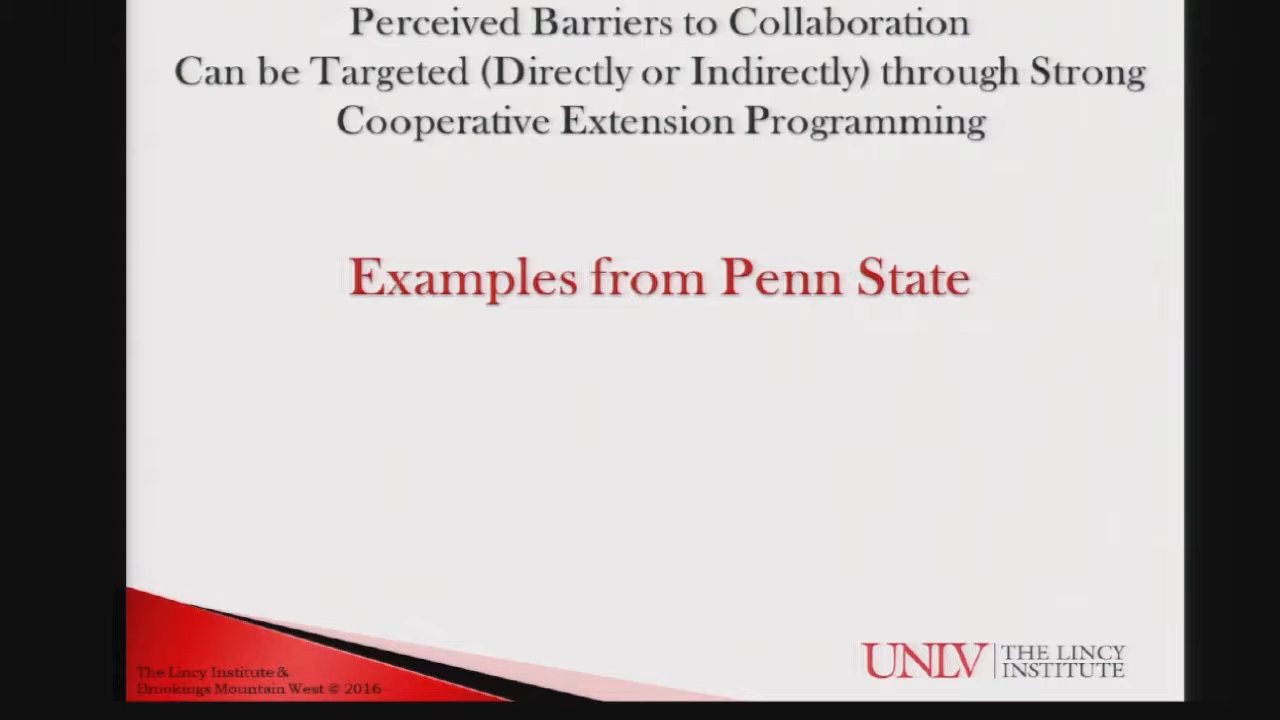 Perceived Barriers to Collaboration
Can be Targeted (Directly or Indirectly) through Strong
Cooperative Extension Programming
Examples from Penn State
The Lincy Institute &
Brookings Mountain West © 2016
UNLV THE LINCY
INSTITUTE